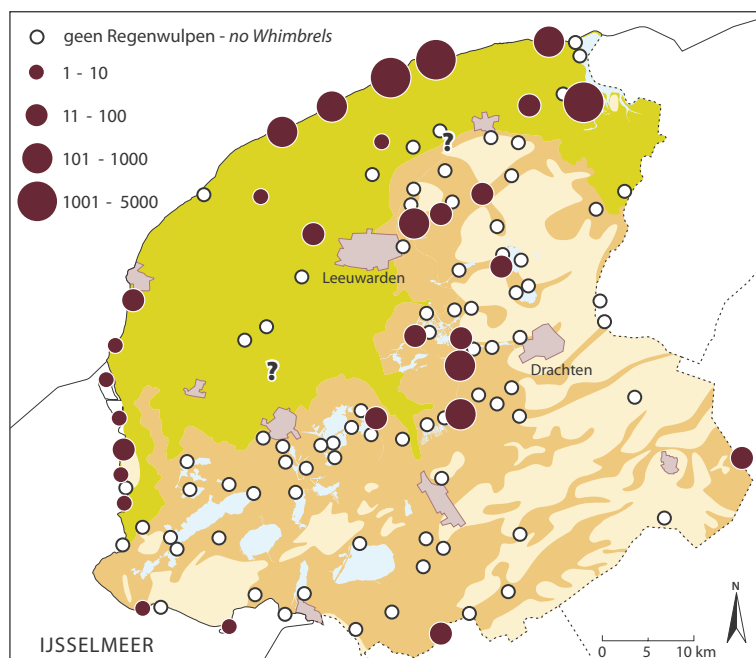 geen Regenwulpen - no Whimbrels
1 - 10
11 - 100
101 - 1000
1001 - 5000
?
Leeuwarden
Drachten
?
N
IJSSELMEER
0 5 10 km